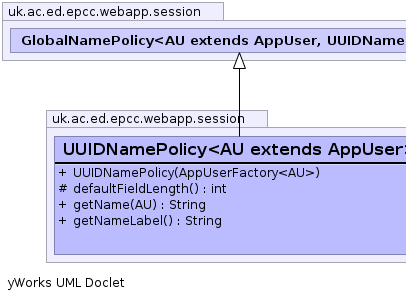 uk.ac.ed.epcc.webapp.session
GlobalNamePolicy<AU extends AppUser, UUIDName
uk.ac.ed.epcc.webapp.session
UUIDNamePolicy<AU extends AppUser>
+ UUIDNamePolicy(AppUserFactory<AU>)
# defaultFieldLength() : int
+ getName(AU) : String
+ getNameLabel() : String
yWorks UML Doclet